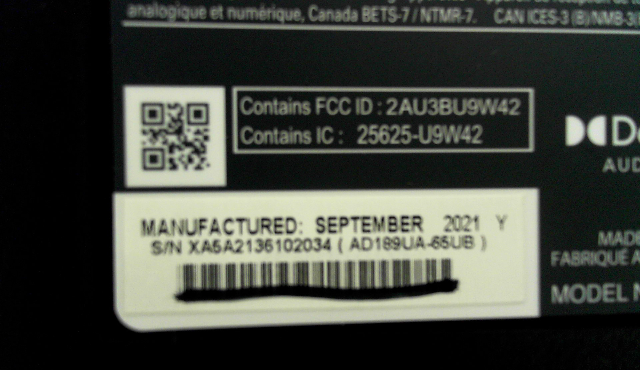 analogique et numérique, Canada BETS-7 / NTMR-7. CAN ICES-3 (B)/NMB-3
Contains FCC ID : 2AU3BU9W42
Contains IC : 25625-U9W42
MANUFACTURED: SEPTEMBER 2021 Y
S/N XA5A2136102034 ( AD189UA-65UB )
AUD
MADE
FABRIQUÉ A
MODEL N